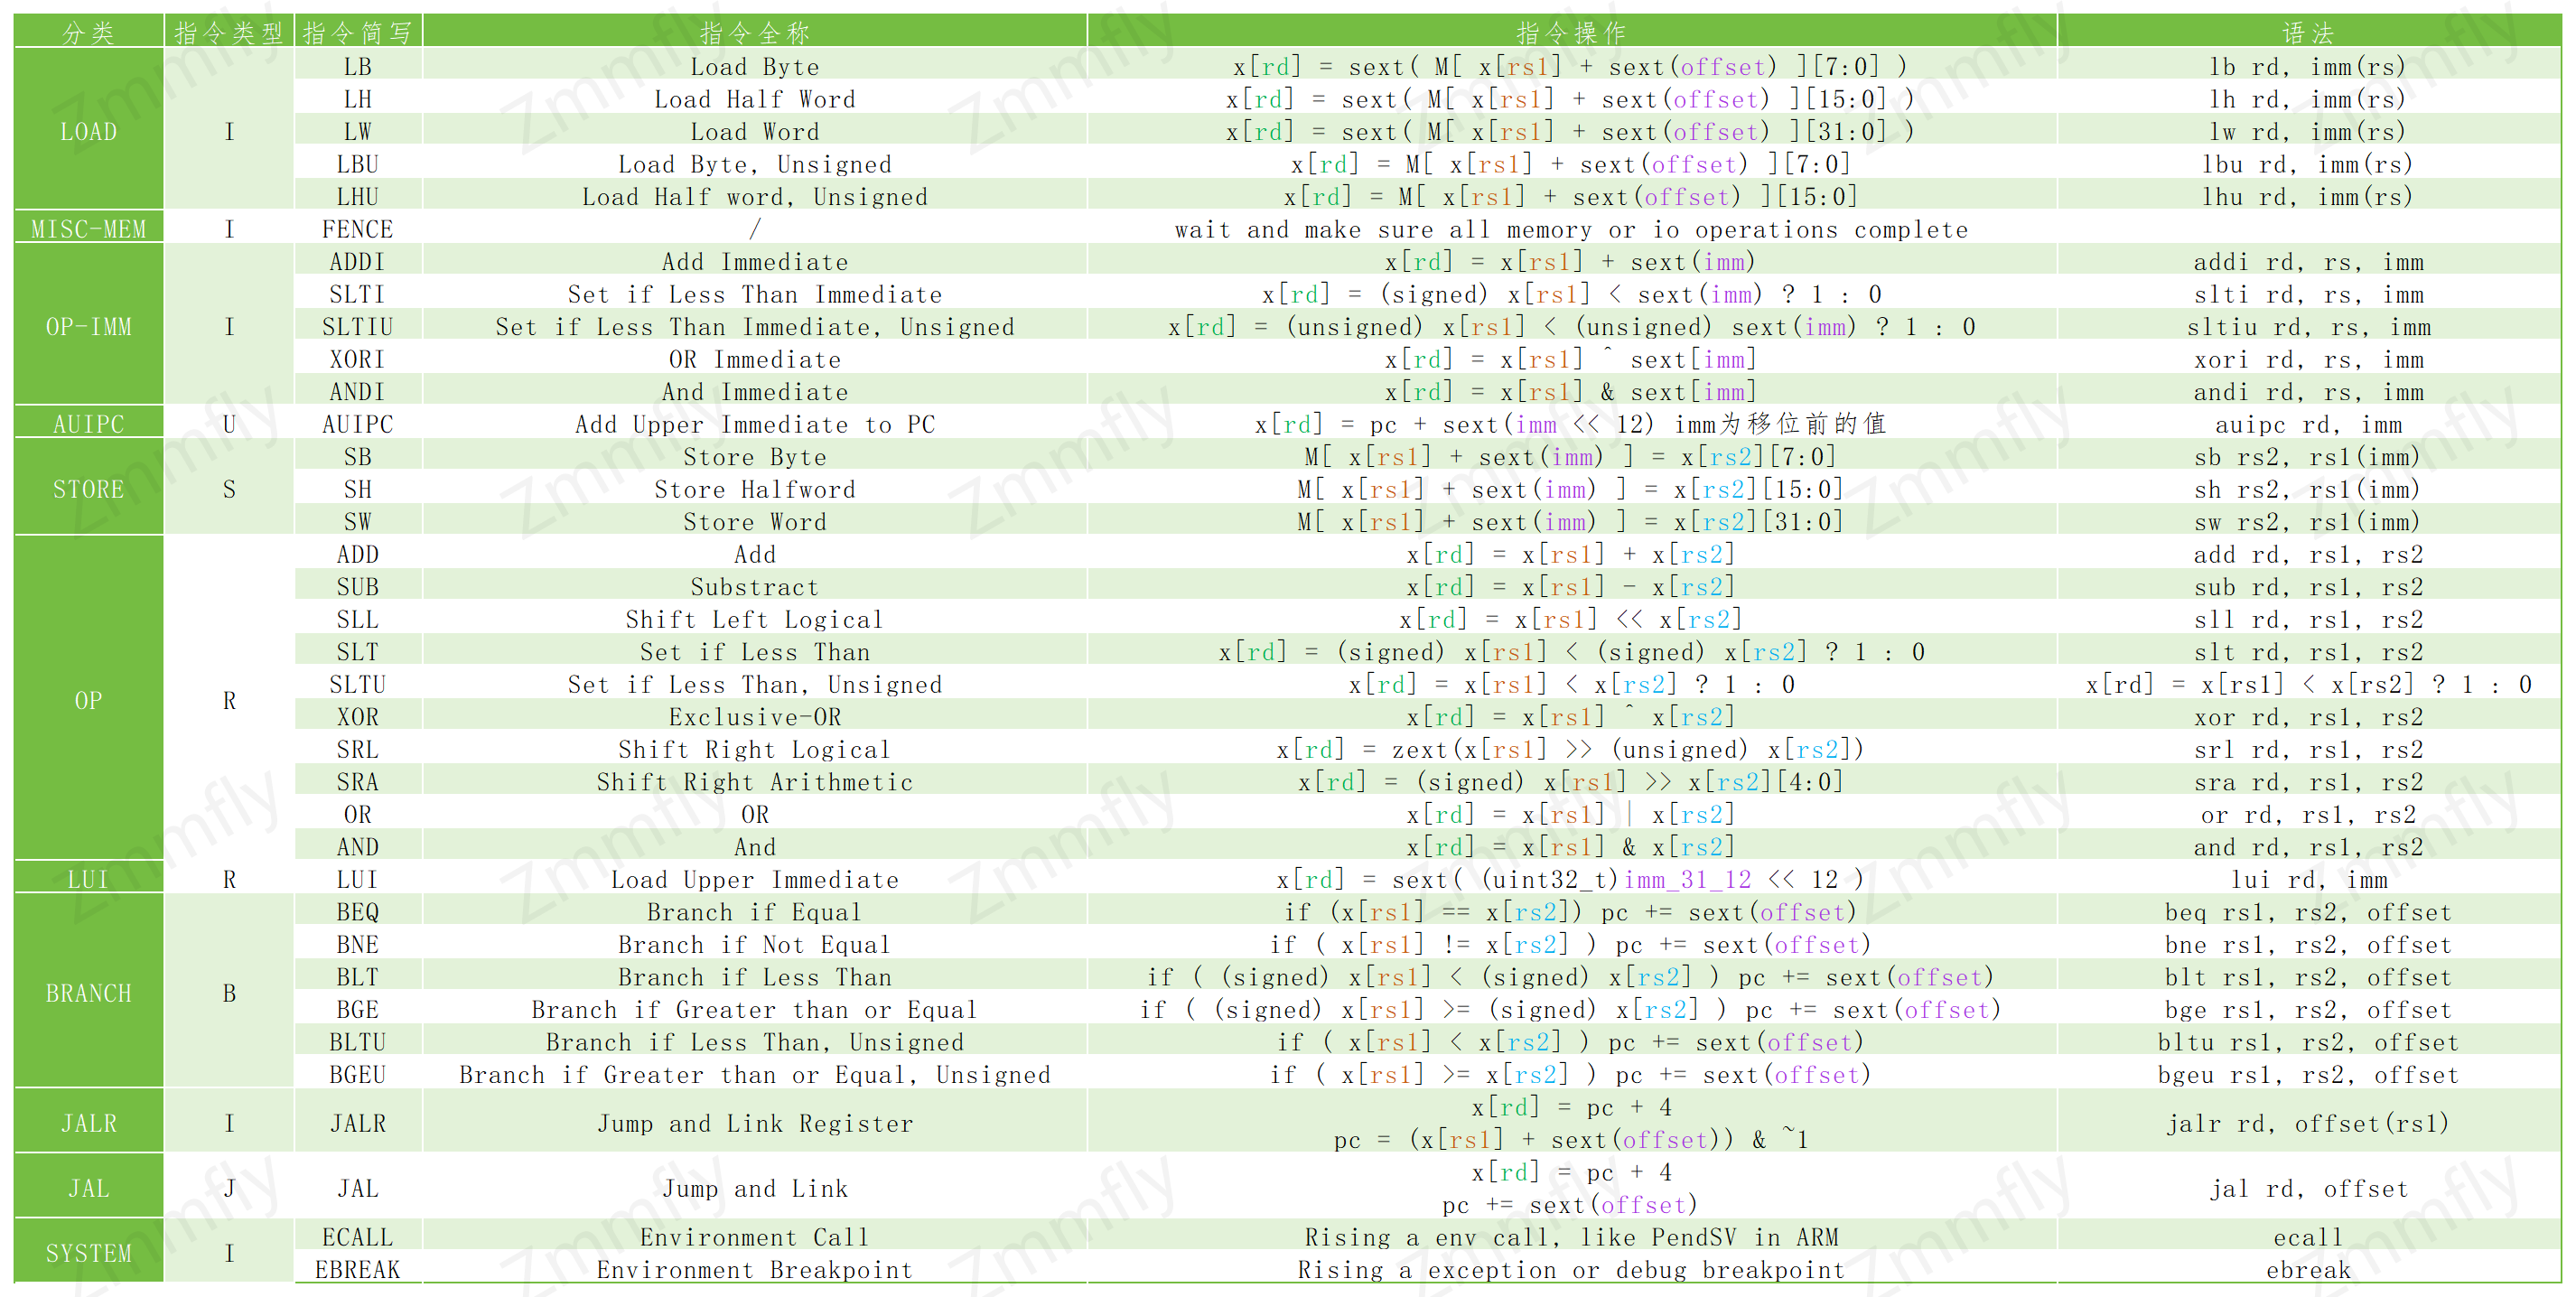 分类 指令类型 指令简写 指令全称 指令操作 语法
LOAD I LB Load Byte x[rd] = sext( M[ x[rs1] + sext(offset) ][7:0] ) lb rd, imm(rs)
LH Load Half Word x[rd] = sext( M[ x[rs1] + sext(offset) ][15:0] ) lh rd, imm(rs)
LW Load Word x[rd] = sext( M[ x[rs1] + sext(offset) ][31:0] ) lw rd, imm(rs)
LBU Load Byte, Unsigned x[rd] = M[ x[rs1] + sext(offset) ][7:0] lbu rd, imm(rs)
LHU Load Half word, Unsigned x[rd] = M[ x[rs1] + sext(offset) ][15:0] lhu rd, imm(rs)
MISC-MEM I FENCE / wait and make sure all memory or io operations complete
OP-IMM I ADDI Add Immediate x[rd] = x[rs1] + sext(imm) addi rd, rs, imm
SLTI Set if Less Than Immediate x[rd] = (signed) x[rs1] < sext(imm) ? 1 : 0 slti rd, rs, imm
SLTIU Set if Less Than Immediate, Unsigned x[rd] = (unsigned) x[rs1] < (unsigned) sext(imm) ? 1 : 0 sltiu rd, rs, imm
XORI OR Immediate x[rd] = x[rs1] ^ sext[imm] xori rd, rs, imm
ANDI And Immediate x[rd] = x[rs1] & sext[imm] andi rd, rs, imm
AUIPC U AUIPC Add Upper Immediate to PC x[rd] = pc + sext(imm << 12) imm为移位前的值 auipc rd, imm
STORE S SB Store Byte M[ x[rs1] + sext(imm) ] = x[rs2][7:0] sb rs2, rs1(imm)
SH Store Halfword M[ x[rs1] + sext(imm) ] = x[rs2][15:0] sh rs2, rs1(imm)
SW Store Word M[ x[rs1] + sext(imm) ] = x[rs2][31:0] sw rs2, rs1(imm)
OP R ADD Add x[rd] = x[rs1] + x[rs2] add rd, rs1, rs2
SUB Substract x[rd] = x[rs1] - x[rs2] sub rd, rs1, rs2
SLL Shift Left Logical x[rd] = x[rs1] << x[rs2] sll rd, rs1, rs2
SLT Set if Less Than x[rd] = (signed) x[rs1] < (signed) x[rs2] ? 1 : 0 slt rd, rs1, rs2
SLTU Set if Less Than, Unsigned x[rd] = x[rs1] < x[rs2] ? 1 : 0 x[rd] = x[rs1] < x[rs2] ? 1 : 0
XOR Exclusive-OR x[rd] = x[rs1] ^ x[rs2] xor rd, rs1, rs2
SRL Shift Right Logical x[rd] = zext(x[rs1] >> (unsigned) x[rs2]) srl rd, rs1, rs2
SRA Shift Right Arithmetic x[rd] = (signed) x[rs1] >> x[rs2][4:0] sra rd, rs1, rs2
OR OR x[rd] = x[rs1] | x[rs2] or rd, rs1, rs2
AND And x[rd] = x[rs1] & x[rs2] and rd, rs1, rs2
LUI R LUI Load Upper Immediate x[rd] = sext( (uint32_t)imm_31_12 << 12 ) lui rd, imm
BRANCH B BEQ Branch if Equal if (x[rs1] == x[rs2]) pc += sext(offset) beq rs1, rs2, offset
BNE Branch if Not Equal if ( x[rs1] != x[rs2] ) pc += sext(offset) bne rs1, rs2, offset
BLT Branch if Less Than if ( (signed) x[rs1] < (signed) x[rs2] ) pc += sext(offset) blt rs1, rs2, offset
BGE Branch if Greater than or Equal if ( (signed) x[rs1] >= (signed) x[rs2] ) pc += sext(offset) bge rs1, rs2, offset
BLTU Branch if Less Than, Unsigned if ( x[rs1] < x[rs2] ) pc += sext(offset) bltu rs1, rs2, offset
BGEU Branch if Greater than or Equal, Unsigned if ( x[rs1] >= x[rs2] ) pc += sext(offset) bgeu rs1, rs2, offset
JALR I JALR Jump and Link Register x[rd] = pc + 4
pc = (x[rs1] + sext(offset)) & ~1 jalr rd, offset(rs1)
JAL J JAL Jump and Link x[rd] = pc + 4
pc += sext(offset) jal rd, offset
SYSTEM I ECALL Environment Call Rising a env call, like PendSV in ARM ecall
EBREAK Environment Breakpoint Rising a exception or debug breakpoint ebreak
Zmmfly